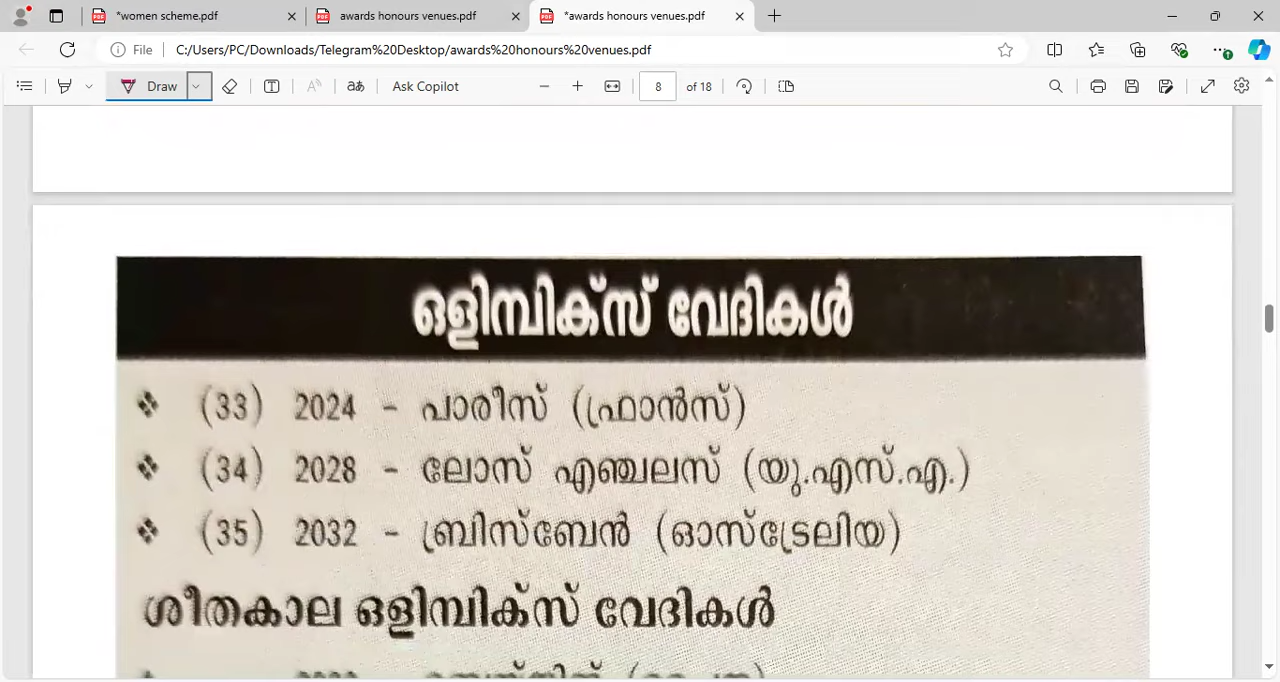 *women scheme.pdf
awards honours venues.pdf
*awards honours venues.pdf
File
C:/Users/PC/Downloads/Telegram%20Desktop/awards%20honours%20venues.pdf
Draw
aあ
Ask Copilot
8 of 18
ഒളിമ്പിക്സ് വേദികൾ
❖ (33) 2024 - പാരീസ് (ഫ്രാൻസ്)
❖ (34) 2028 - ലോസ് എഞ്ചലസ് (യു.എസ്.എ.)
❖ (35) 2032 - ബ്രിസ്ബേൻ (ഓസ്ട്രേലിയ)
ശീതകാല ഒളിമ്പിക്സ് വേദികൾ